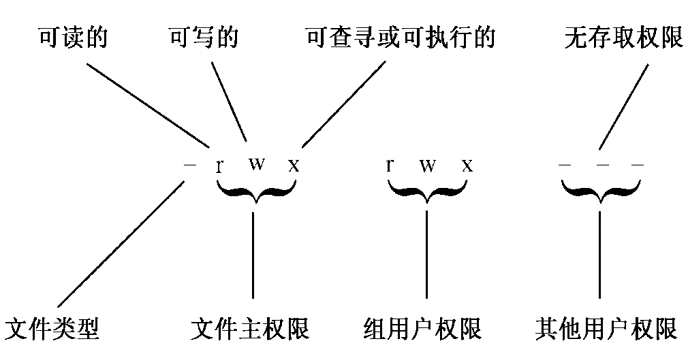 可读的 可写的 可查寻或可执行的 无存取权限
– r w x r w x – – –
文件类型 文件主权限 组用户权限 其他用户权限